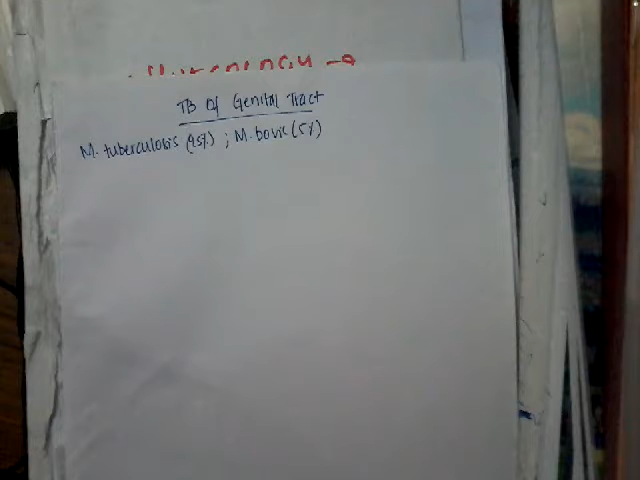 TB Of Genital Tract
M. tuberculosis (95%) ; M. bovis (5%)